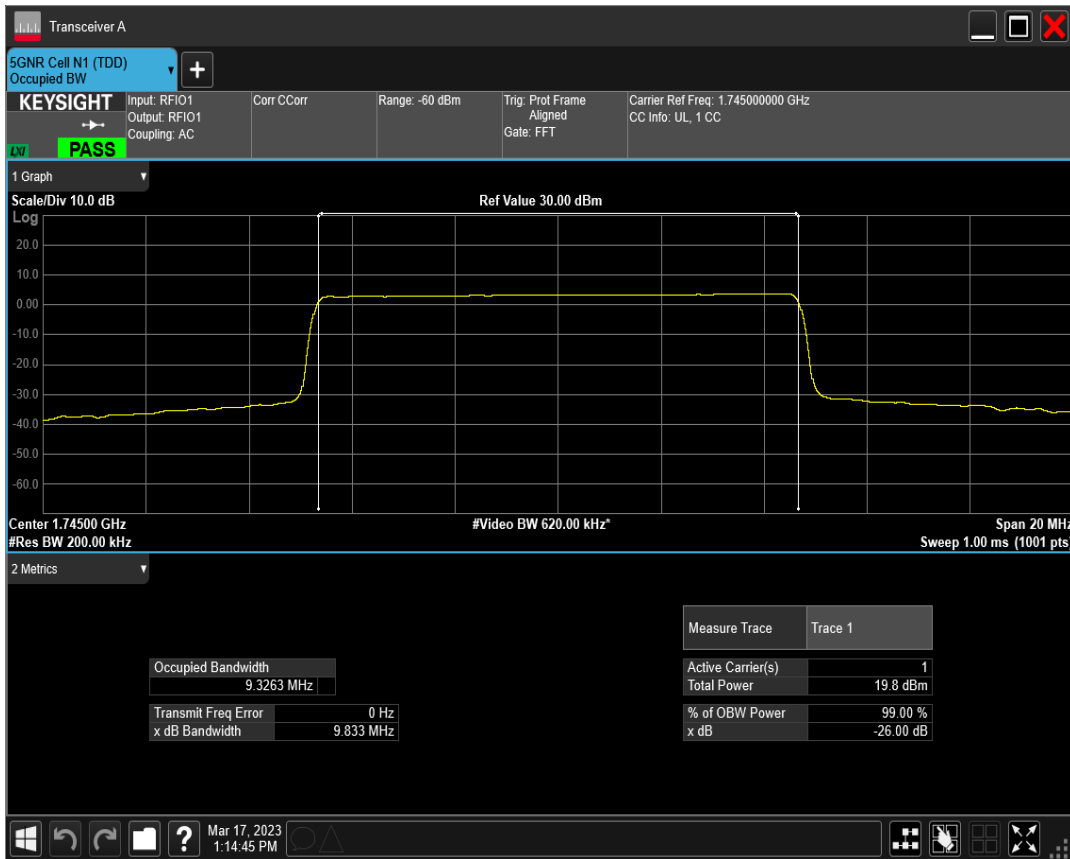 Transceiver A
5GNR Cell N1 (TDD)
Occupied BW
KEYSIGHT
LXI
PASS
Input: RFIO1
Output: RFIO1
Coupling: AC
Corr CCorr
Range: -60 dBm
Trig: Prot Frame
Aligned
Gate: FFT
Carrier Ref Freq: 1.745000000 GHz
CC Info: UL, 1 CC
1 Graph
Scale/Div 10.0 dB
Ref Value 30.00 dBm
Log
20.0
10.0
0.00
-10.0
-20.0
-30.0
-40.0
-50.0
-60.0
Center 1.74500 GHz
#Video BW 620.00 kHz*
Span 20 MHz
#Res BW 200.00 kHz
Sweep 1.00 ms (1001 pts)
2 Metrics
Measure Trace Trace 1
Occupied Bandwidth
9.3263 MHz
Active Carrier(s) 1
Total Power 19.8 dBm
Transmit Freq Error 0 Hz
x dB Bandwidth 9.833 MHz
% of OBW Power 99.00 %
x dB -26.00 dB
Mar 17, 2023
1:14:45 PM